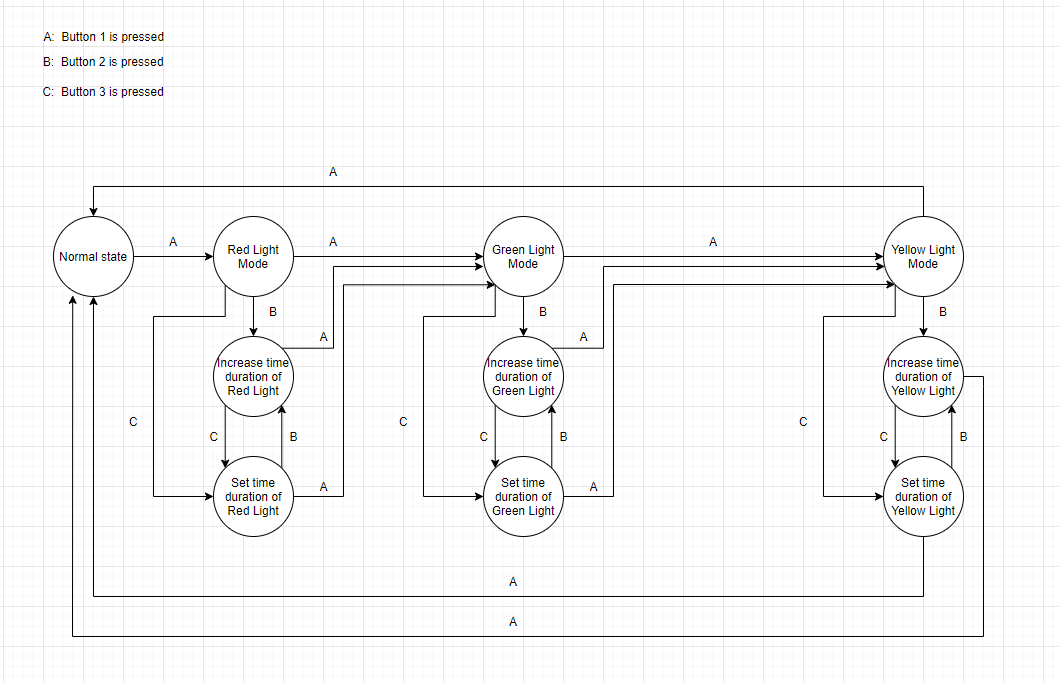 A: Button 1 is pressed
B: Button 2 is pressed
C: Button 3 is pressed
A
Normal state
A
Red Light
Mode
A
Green Light
Mode
A
Yellow Light
Mode
B
B
B
A
A
Increase time
duration of
Red Light
Increase time
duration of
Green Light
Increase time
duration of
Yellow Light
C
C
C
C
B
C
B
C
B
Set time
duration of
Red Light
A
Set time
duration of
Green Light
A
Set time
duration of
Yellow Light
A
A